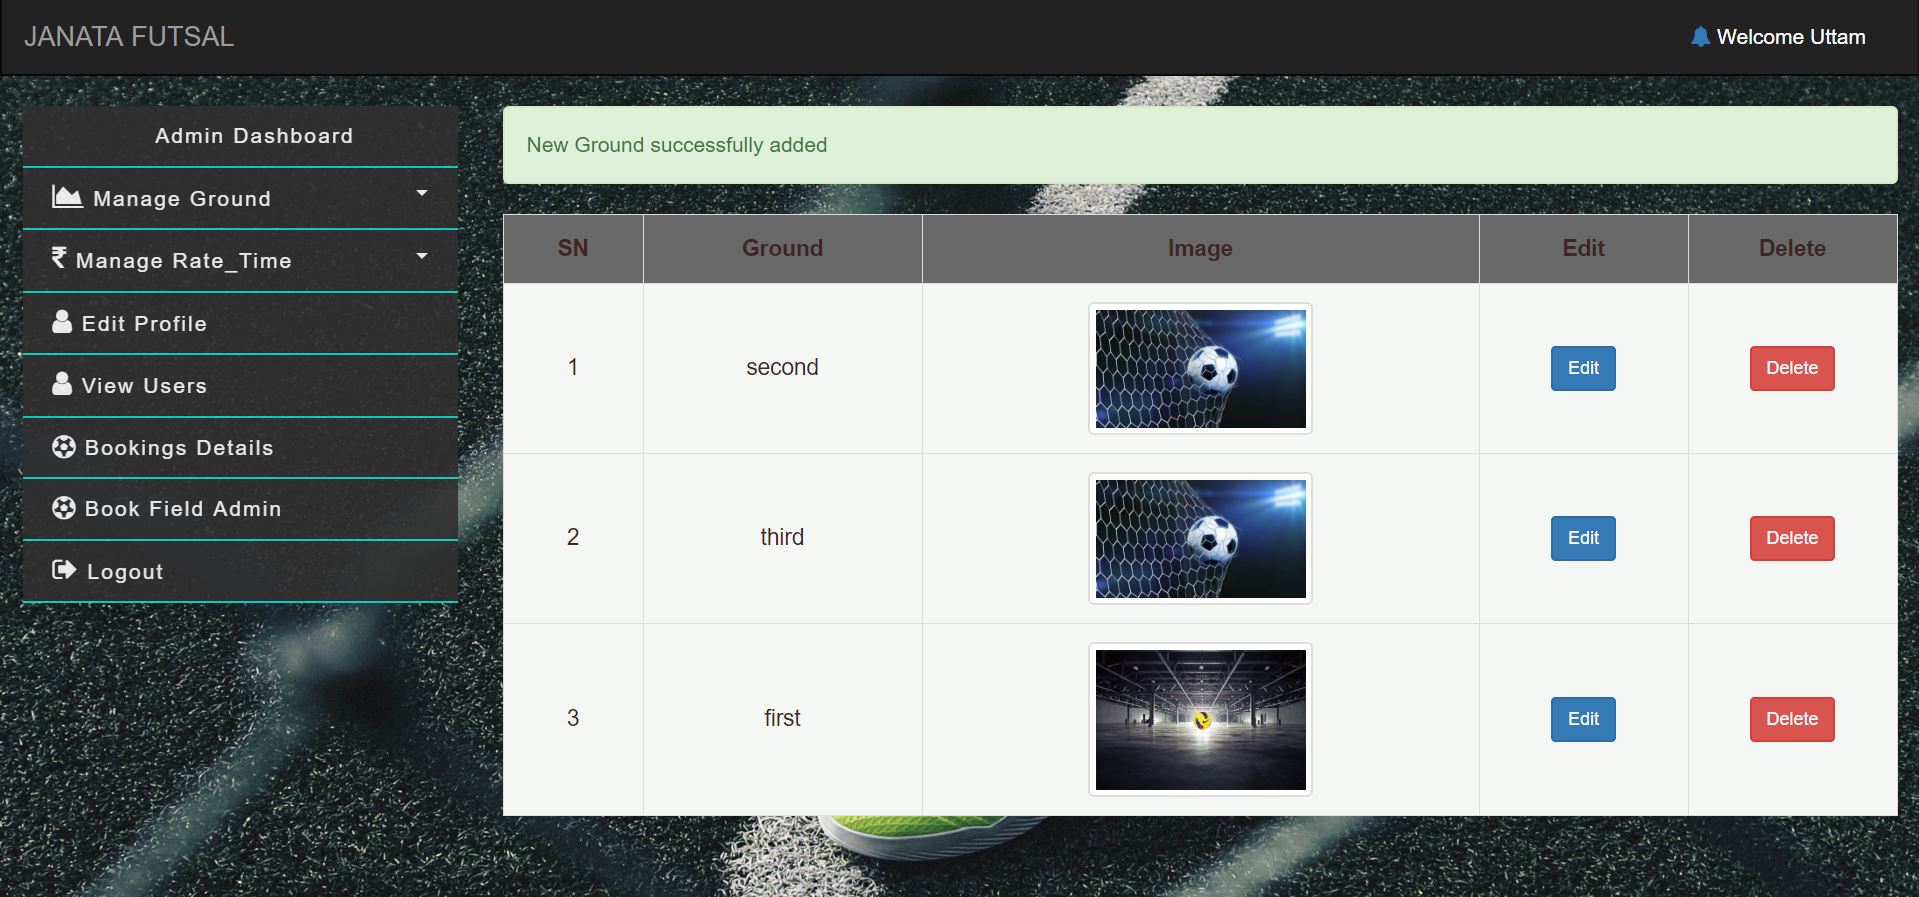 JANATA FUTSAL
Welcome Uttam
Admin Dashboard
Manage Ground
Manage Rate_Time
Edit Profile
View Users
Bookings Details
Book Field Admin
Logout
New Ground successfully added
SN Ground Image Edit Delete
1 second Edit Delete
2 third Edit Delete
3 first Edit Delete